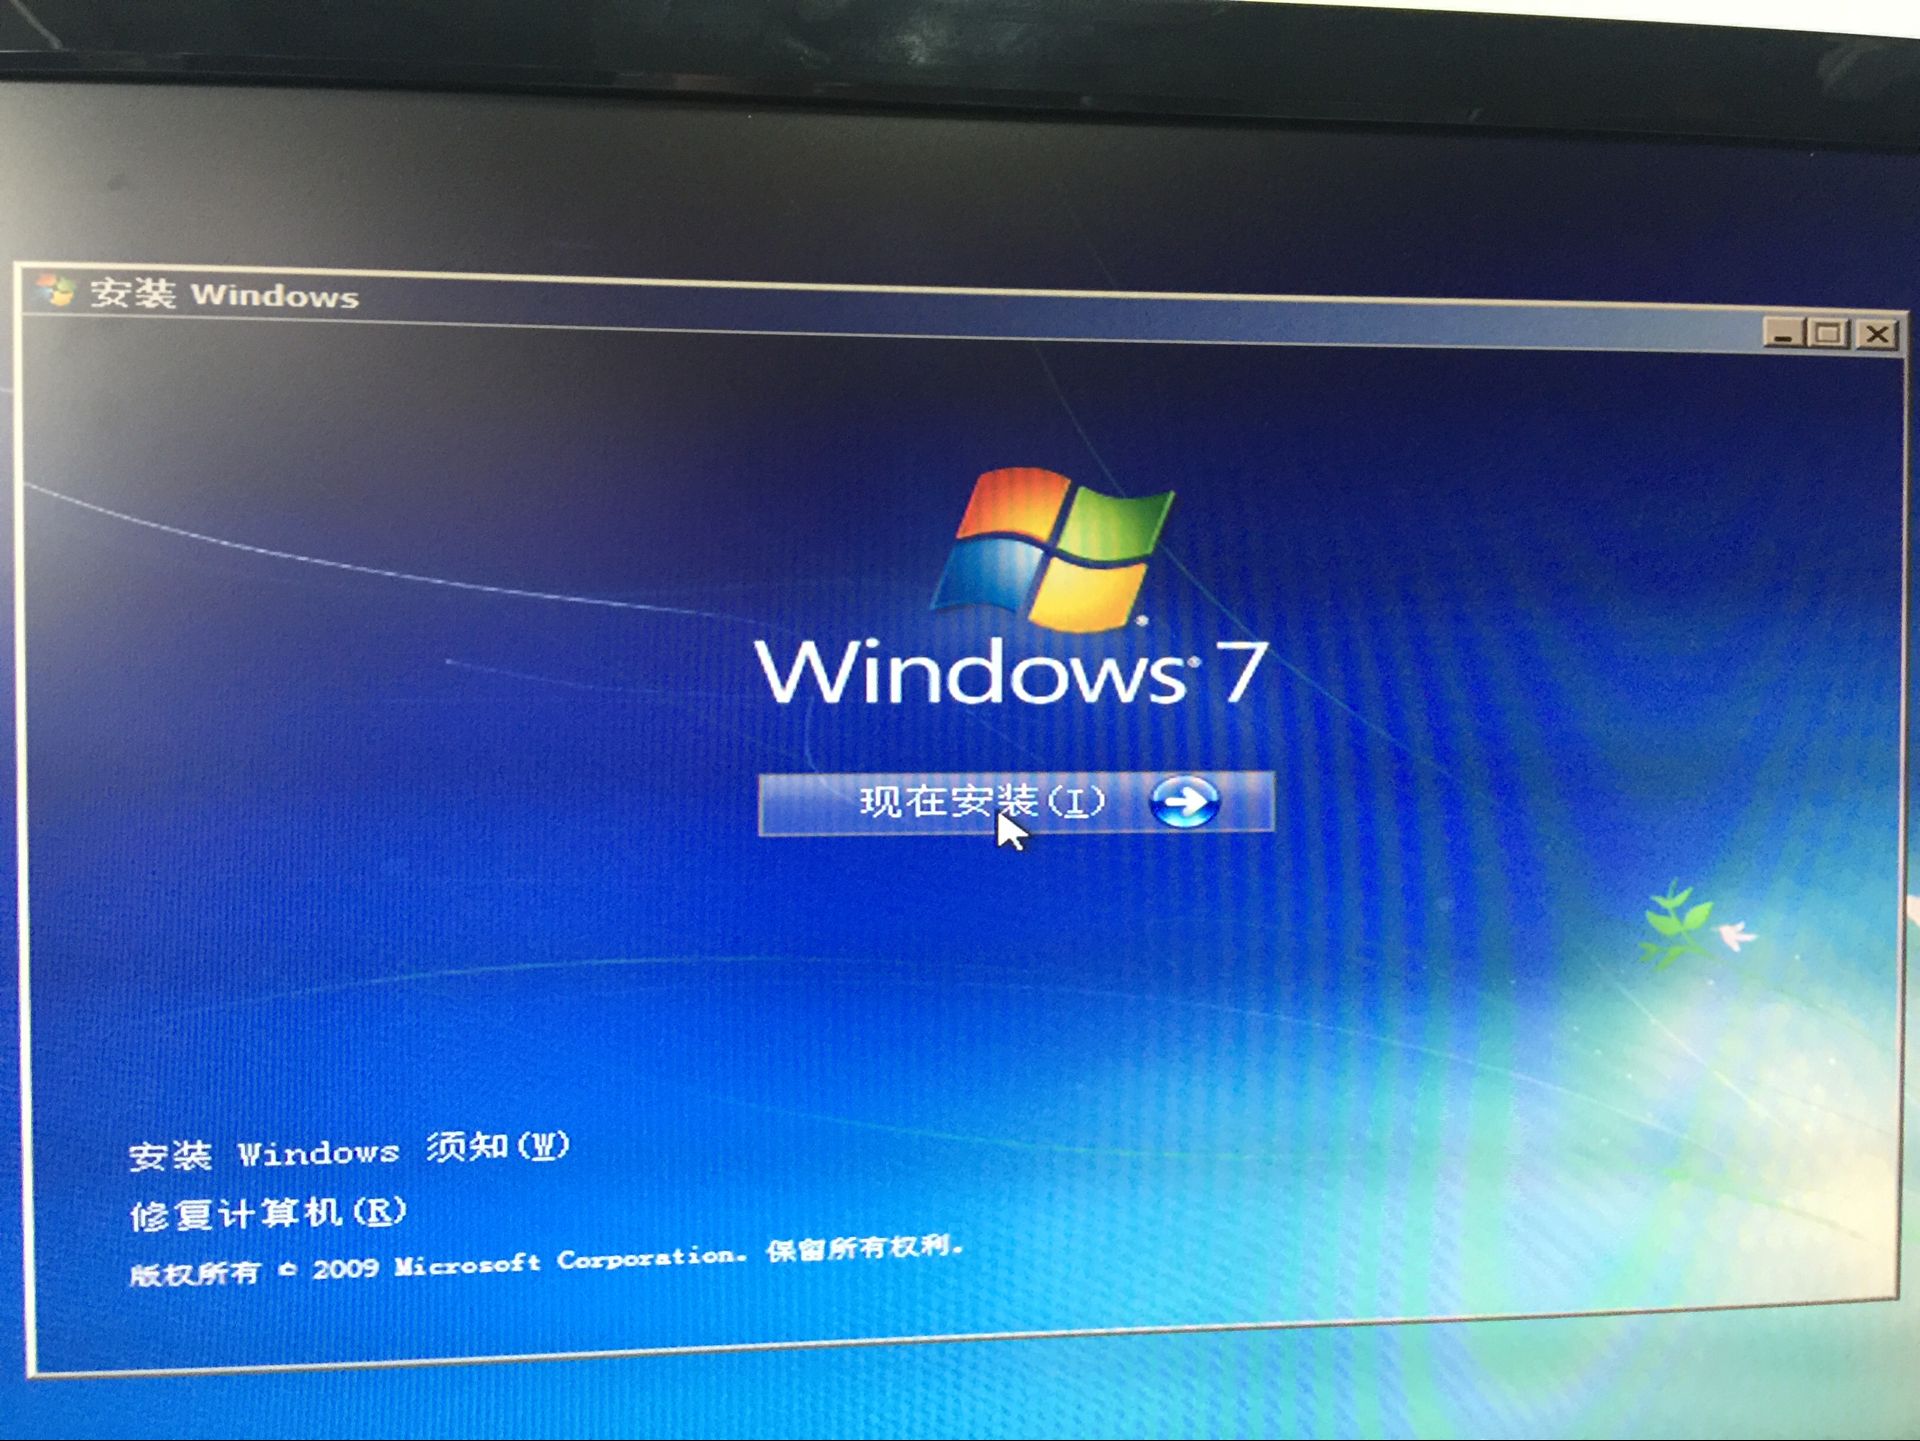 安装 Windows
Windows® 7
现在安装(I)
安装 Windows 须知(W)
修复计算机(R)
版权所有 © 2009 Microsoft Corporation。保留所有权利。